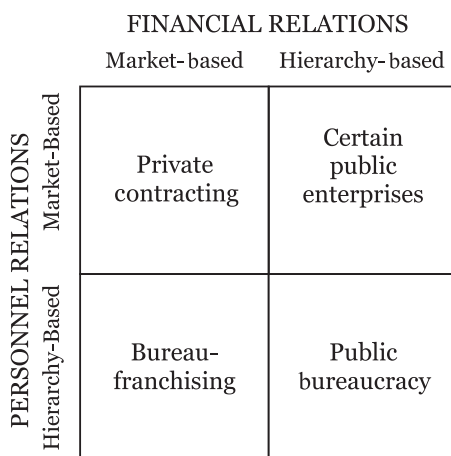 FINANCIAL RELATIONS
Market-based
Hierarchy-based
PERSONNEL RELATIONS
Market-Based
Private
contracting
Certain
public
enterprises
Hierarchy-Based
Bureau-
franchising
Public
bureaucracy